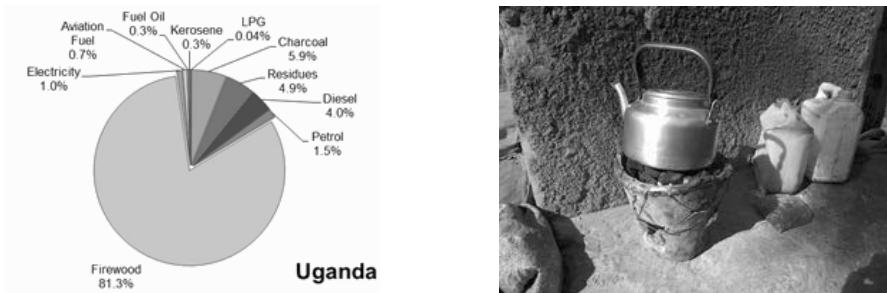 Fuel Oil
0.3%
LPG
0.04%
Aviation
Fuel
0.7%
Kerosene
0.3%
Charcoal
5.9%
Electricity
1.0%
Residues
4.9%
Diesel
4.0%
Petrol
1.5%
Firewood
81.3%
Uganda